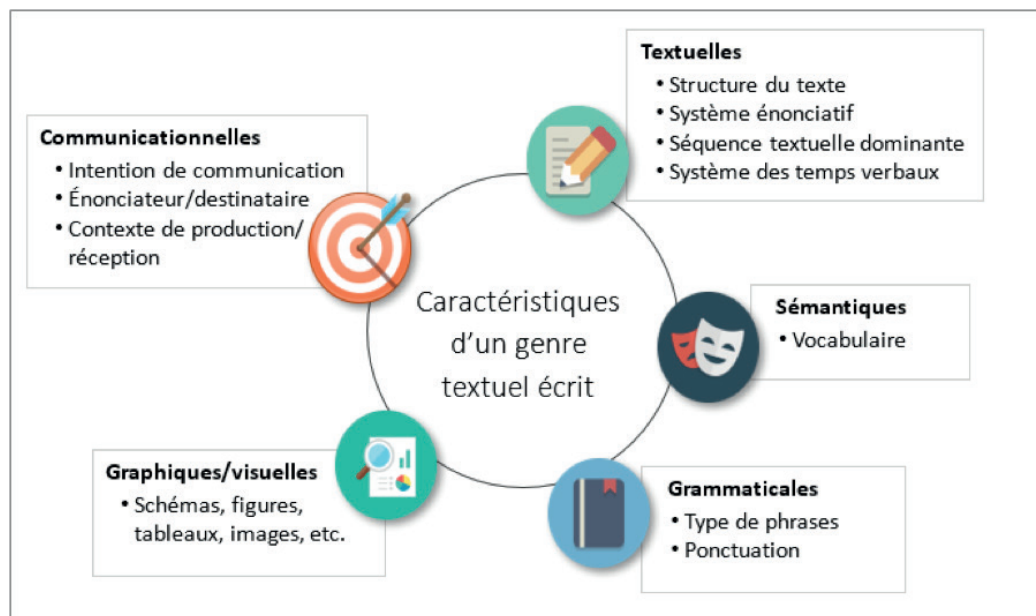 Textuelles
• Structure du texte
• Système énonciatif
• Séquence textuelle dominante
• Système des temps verbaux
Communicationnelles
• Intention de communication
• Énonciateur/destinataire
• Contexte de production/
réception
Caractéristiques
d'un genre
textuel écrit
Sémantiques
• Vocabulaire
Graphiques/visuelles
• Schémas, figures,
tableaux, images, etc.
Grammaticales
• Type de phrases
• Ponctuation